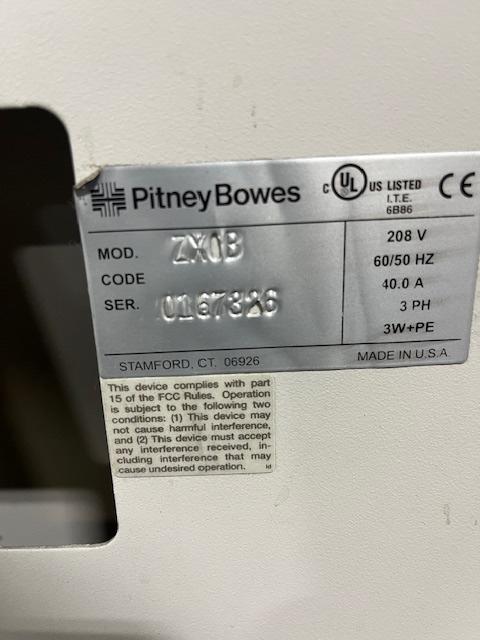 PitneyBowes
C UL US LISTED CE
I.T.E.
6B86
MOD. ZX0B
CODE
SER. 0167326
208 V
60/50 HZ
40.0 A
3 PH
3W+PE
STAMFORD, CT. 06926
MADE IN U.S.A.
This device complies with part
15 of the FCC Rules. Operation
is subject to the following two
conditions: (1) This device may
not cause harmful interference,
and (2) This device must accept
any interference received, in-
cluding interference that may
cause undesired operation. ld